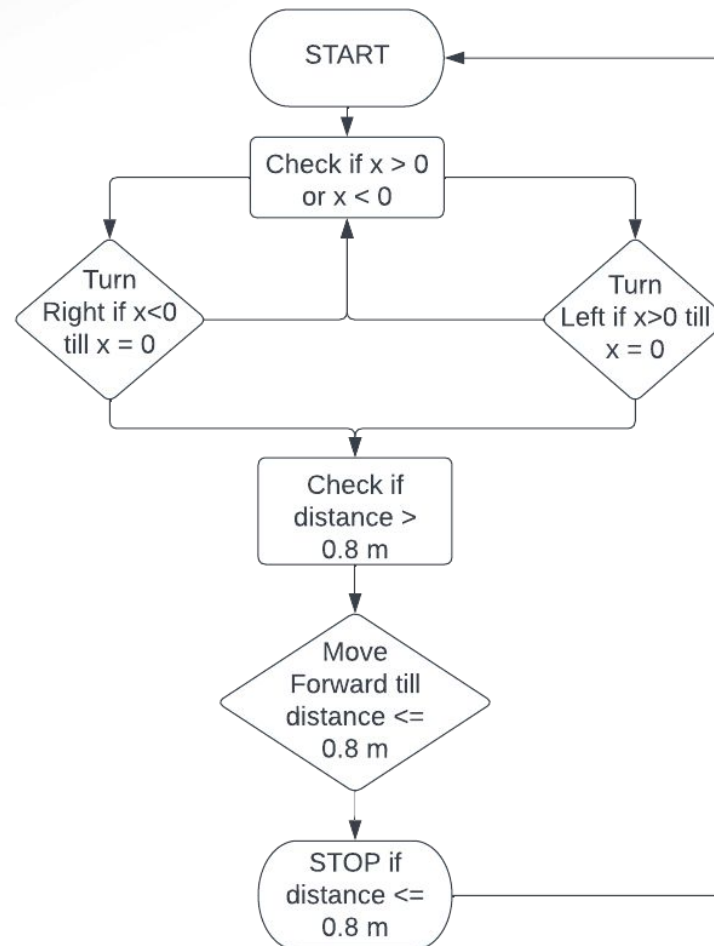 START
Check if x > 0
or x < 0
Turn
Right if x<0
till x = 0
Turn
Left if x>0 till
x = 0
Check if
distance >
0.8 m
Move
Forward till
distance <=
0.8 m
STOP if
distance <=
0.8 m